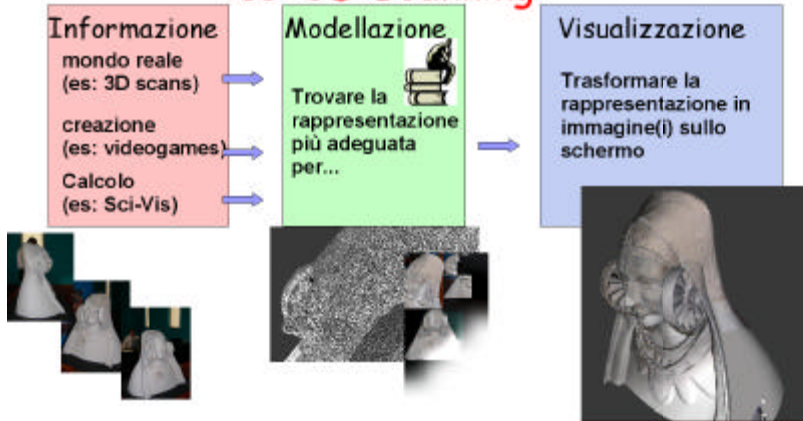 Informazione
mondo reale
(es: 3D scans)
creazione
(es: videogames)
Calcolo
(es: Sci-Vis)
Modellazione
Trovare la
rappresentazione
più adeguata
per...
Visualizzazione
Trasformare la
rappresentazione in
immagine(i) sullo
schermo